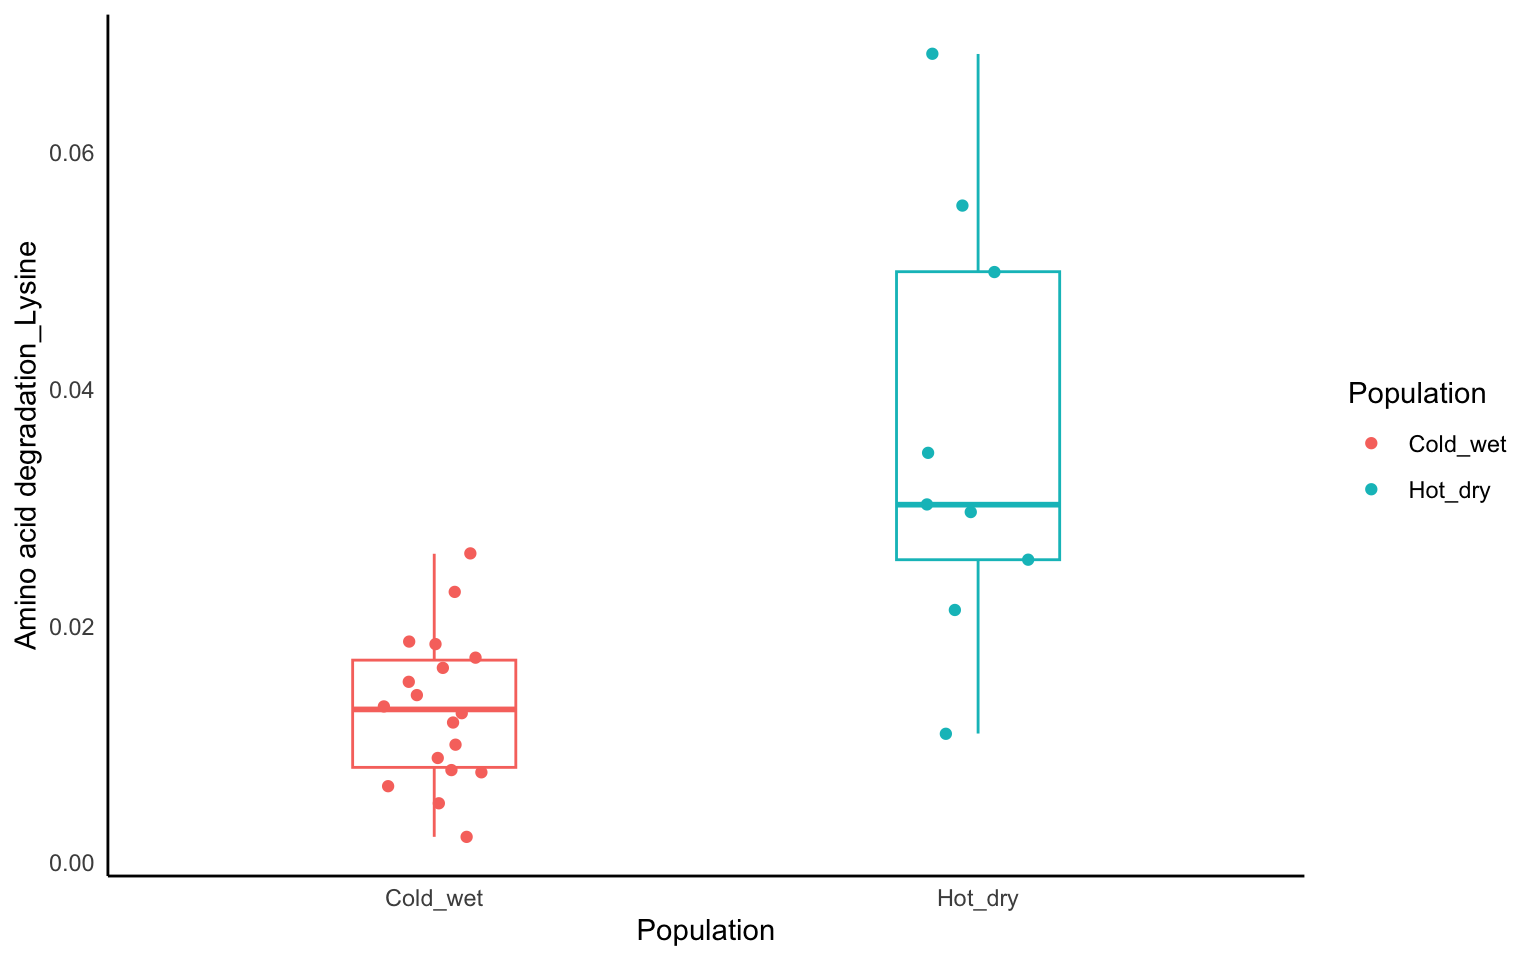 Amino acid degradation_Lysine
0.06
0.04
0.02
0.00
Cold_wet
Hot_dry
Population
Population
Cold_wet
Hot_dry